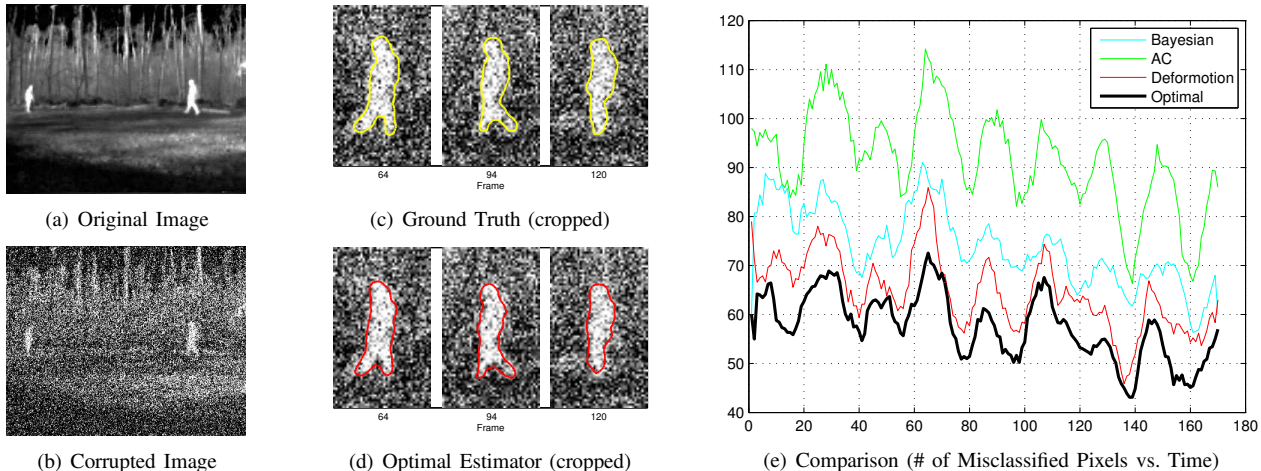 (a) Original Image
(b) Corrupted Image
64 94 120
Frame
(c) Ground Truth (cropped)
64 94 120
Frame
(d) Optimal Estimator (cropped)
120
110
100
90
80
70
60
50
40
0 20 40 60 80 100 120 140 160 180
Bayesian
AC
Deformotion
Optimal
(e) Comparison (# of Misclassified Pixels vs. Time)